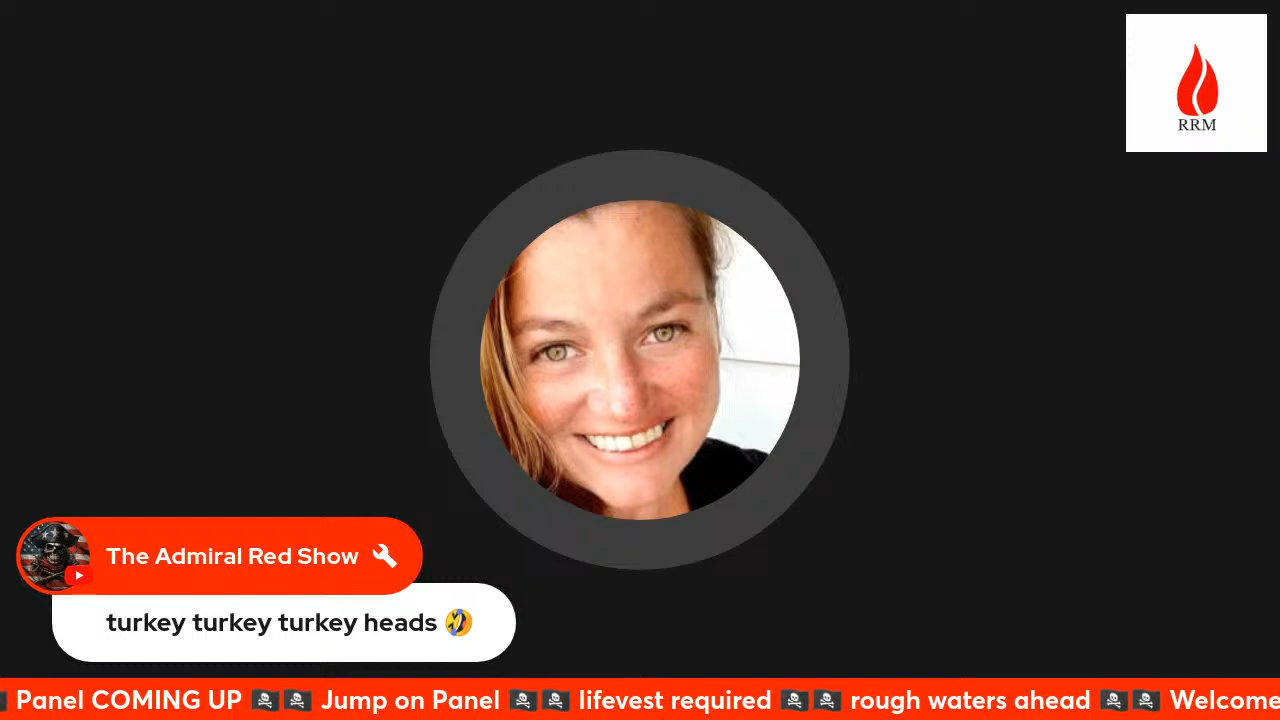 RRM
The Admiral Red Show
turkey turkey turkey heads 🤣
Panel COMING UP 🏴‍☠️🏴‍☠️ Jump on Panel 🏴‍☠️🏴‍☠️ lifevest required 🏴‍☠️🏴‍☠️ rough waters ahead 🏴‍☠️🏴‍☠️ Welcome